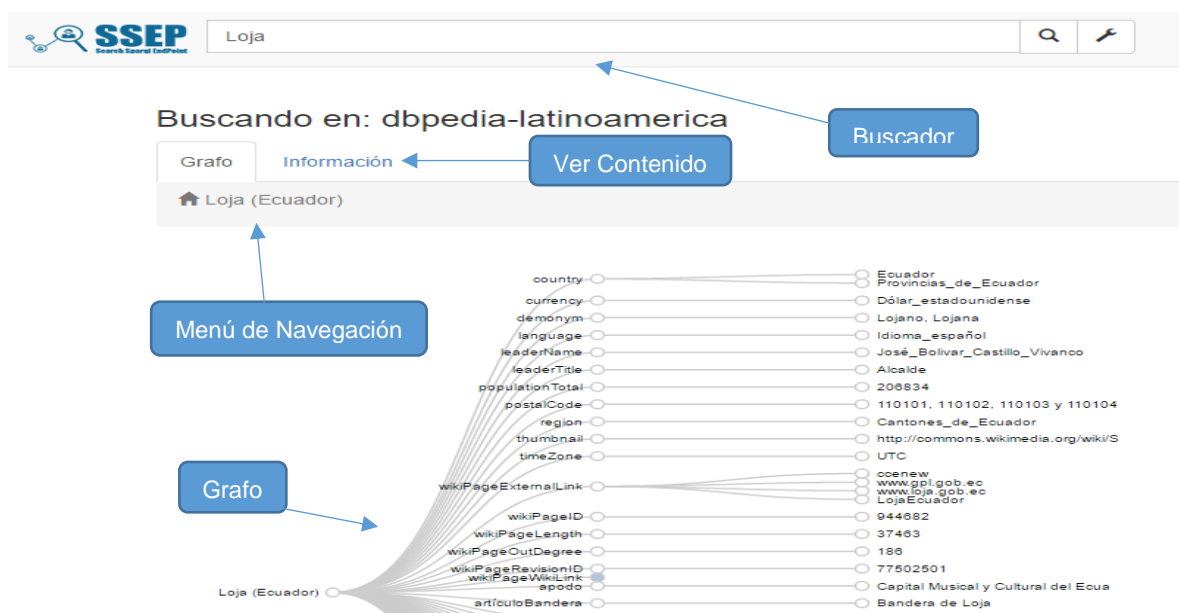 SSEP
Search Sparql EndPoint
Loja
Buscando en: dbpedia-latinoamerica
Buscador
Grafo
Información
Ver Contenido
Loja (Ecuador)
Menú de Navegación
country
Ecuador
Provincias_de_Ecuador
currency
Dólar_estadounidense
demonym
Lojano, Lojana
language
Idioma_español
leaderName
José_Bolivar_Castillo_Vivanco
leaderTitle
Alcalde
populationTotal
206834
postalCode
110101, 110102, 110103 y 110104
region
Cantones_de_Ecuador
thumbnail
http://commons.wikimedia.org/wiki/S
timeZone
UTC
Grafo
wikiPageExternalLink
ccenew
www.gpl.gob.ec
www.loja.gob.ec
LojaEcuador
wikiPageID
944682
wikiPageLength
37463
wikiPageOutDegree
186
wikiPageRevisionID
77502501
wikiPageWikiLink
apodo
Capital Musical y Cultural del Ecua
Loja (Ecuador)
artículoBandera
Bandera de Loja